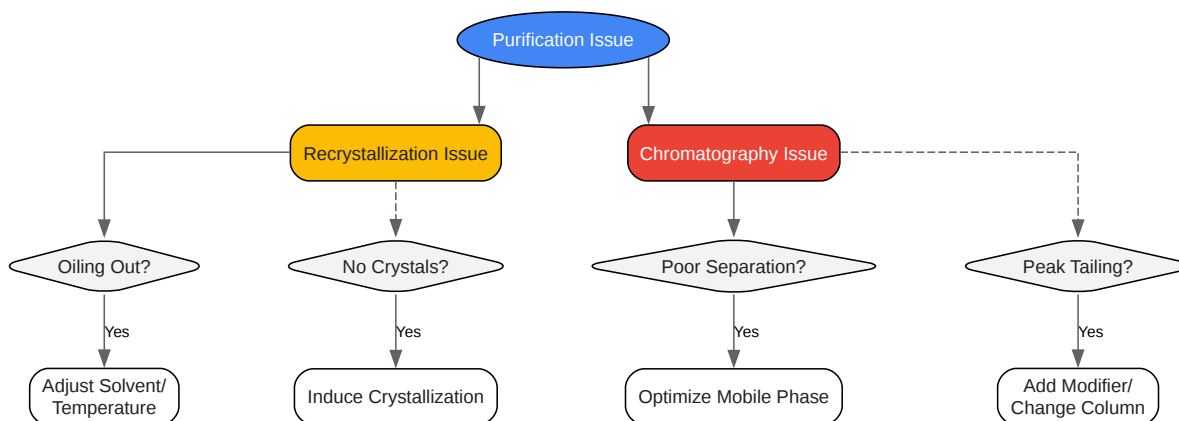 Purification Issue
Recrystallization Issue
Chromatography Issue
Oiling Out?
No Crystals?
Poor Separation?
Peak Tailing?
Yes
Yes
Yes
Yes
Adjust Solvent/
Temperature
Induce Crystallization
Optimize Mobile Phase
Add Modifier/
Change Column